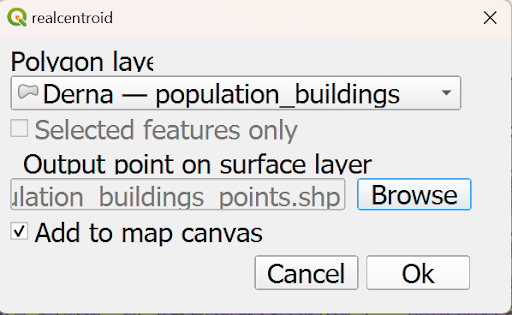 realcentroid
Polygon laye
Derna — population_buildings
Selected features only
Output point on surface layer
ulation_buildings_points.shp
Browse
Add to map canvas
Cancel
Ok